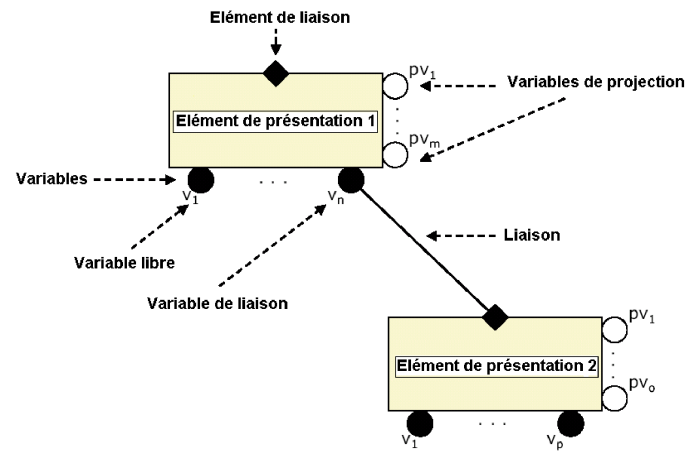 Elément de liaison
pv1
Variables de projection
Elément de présentation 1
pvm
Variables
v1
. . .
vn
Variable libre
Liaison
Variable de liaison
pv1
Elément de présentation 2
pvo
v1
. . .
vp